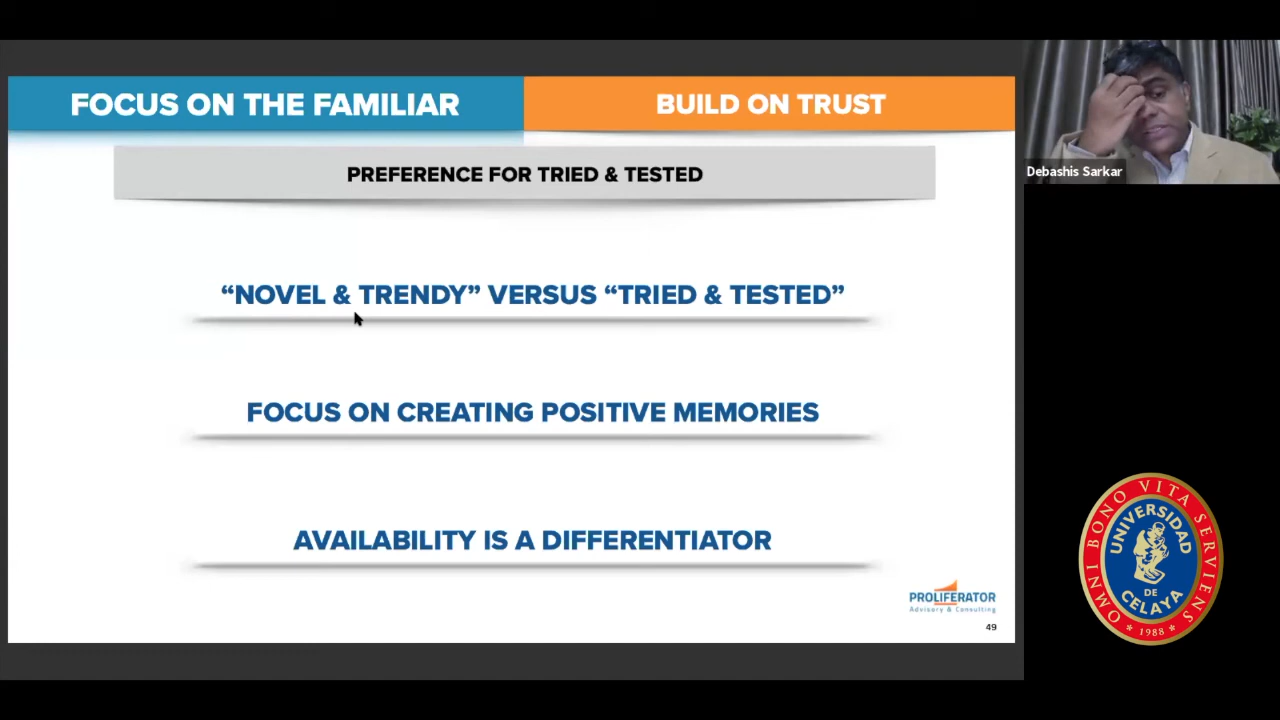 FOCUS ON THE FAMILIAR
BUILD ON TRUST
PREFERENCE FOR TRIED & TESTED
“NOVEL & TRENDY” VERSUS “TRIED & TESTED”
FOCUS ON CREATING POSITIVE MEMORIES
AVAILABILITY IS A DIFFERENTIATOR
PROLIFERATOR
Advisory & Consulting
49
Debashis Sarkar
OMNI BONO VITA SERVIENS
UNIVERSIDAD
DE
CELAYA
* 1988 *